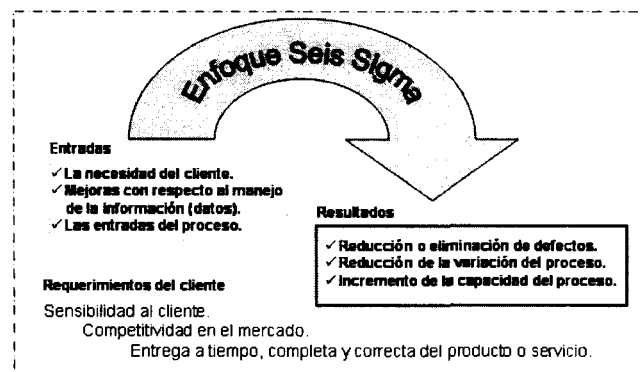 Enfoque Seis Sigma
Entradas
✓ La necesidad del cliente.
✓ Mejoras con respecto al manejo
de la información (datos).
✓ Las entradas del proceso.
Resultados
✓ Reducción o eliminación de defectos.
✓ Reducción de la variación del proceso.
✓ Incremento de la capacidad del proceso.
Requerimientos del cliente
Sensibilidad al cliente.
Competitividad en el mercado.
Entrega a tiempo, completa y correcta del producto o servicio.